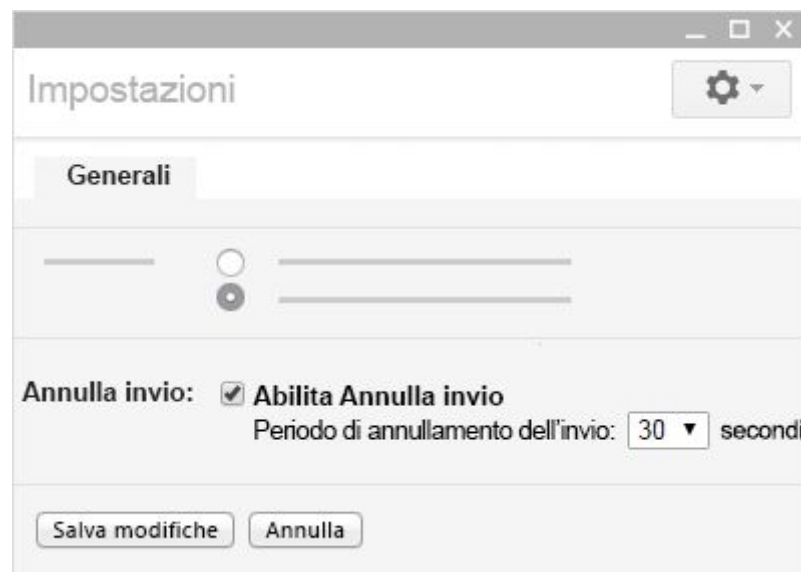 Impostazioni
Generali
Annulla invio: Abilita Annulla invio
Periodo di annullamento dell'invio: 30 secondi
Salva modifiche Annulla